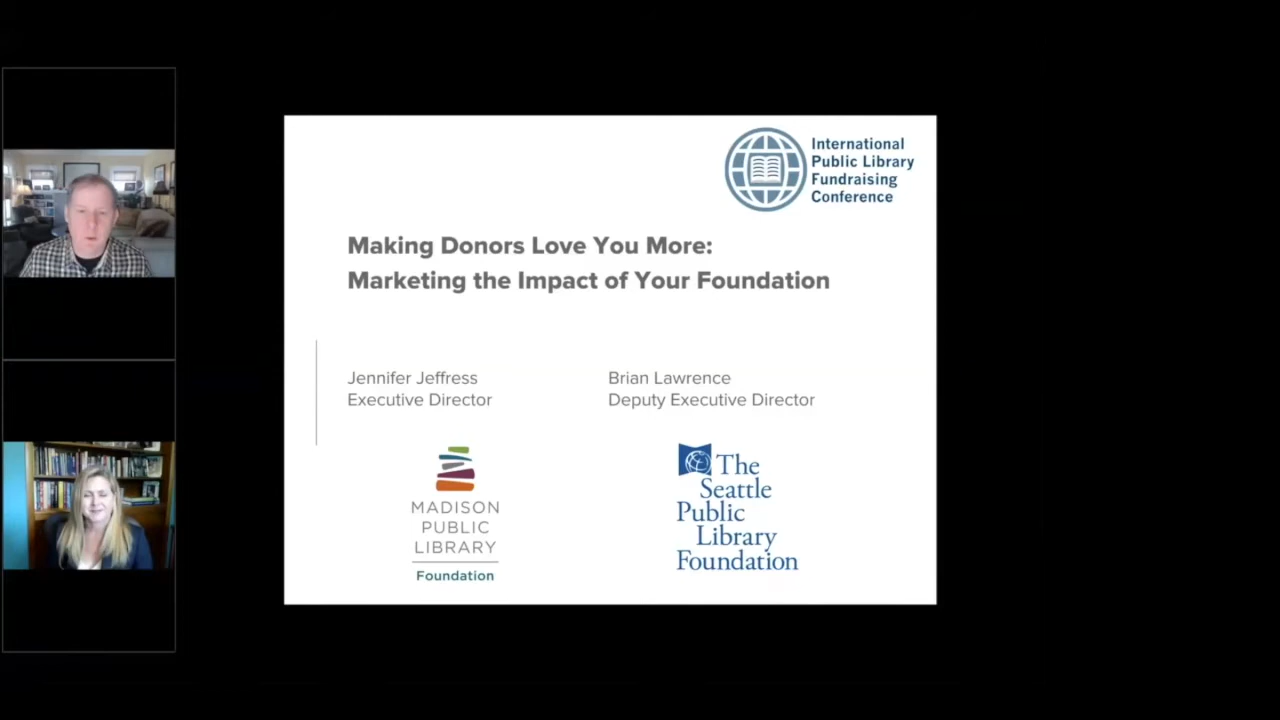 International
Public Library
Fundraising
Conference
Making Donors Love You More:
Marketing the Impact of Your Foundation
Jennifer Jeffress
Executive Director
Brian Lawrence
Deputy Executive Director
MADISON
PUBLIC
LIBRARY
Foundation
The
Seattle
Public
Library
Foundation